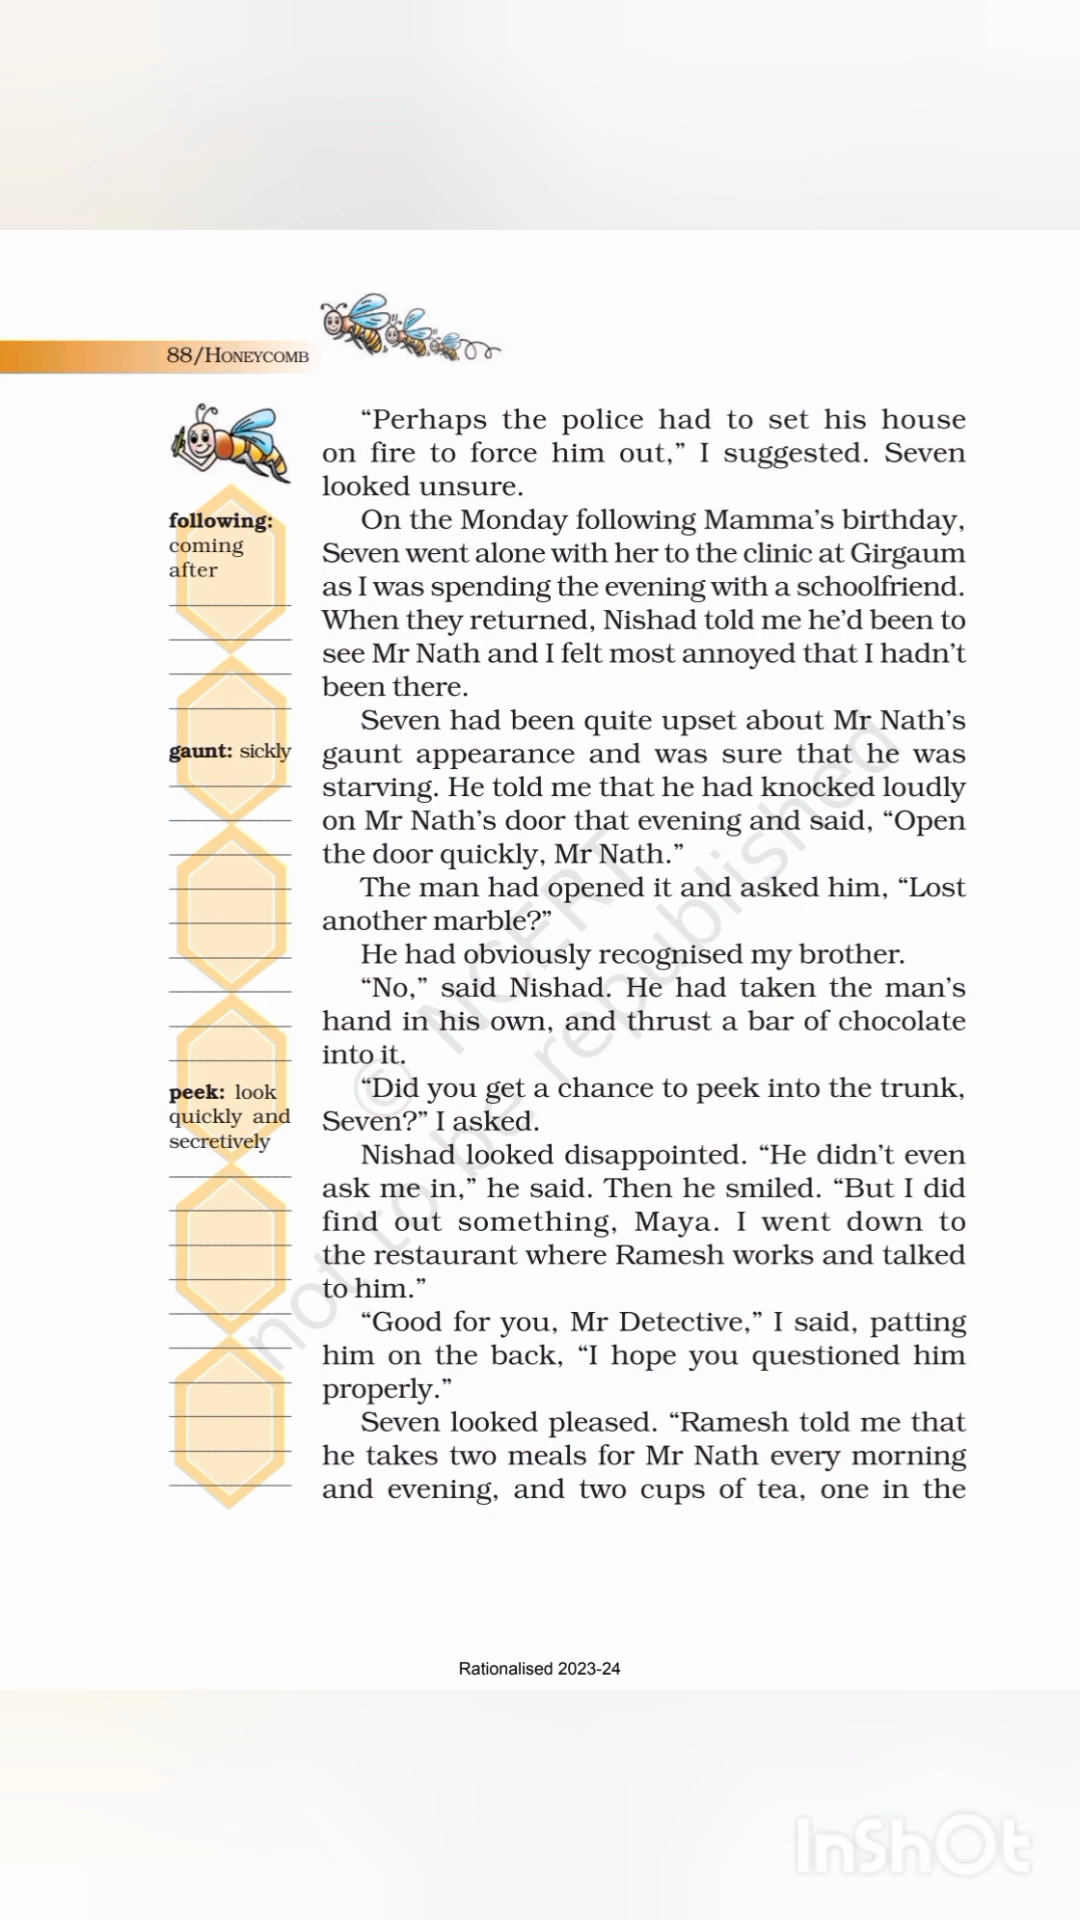 88/HONEYCOMB
“Perhaps the police had to set his house
on fire to force him out,” I suggested. Seven
looked unsure.
following:
coming
after
On the Monday following Mamma’s birthday,
Seven went alone with her to the clinic at Girgaum
as I was spending the evening with a schoolfriend.
When they returned, Nishad told me he’d been to
see Mr Nath and I felt most annoyed that I hadn’t
been there.
gaunt: sickly
Seven had been quite upset about Mr Nath’s
gaunt appearance and was sure that he was
starving. He told me that he had knocked loudly
on Mr Nath’s door that evening and said, “Open
the door quickly, Mr Nath.”
The man had opened it and asked him, “Lost
another marble?”
He had obviously recognised my brother.
“No,” said Nishad. He had taken the man’s
hand in his own, and thrust a bar of chocolate
into it.
peek: look
quickly and
secretively
“Did you get a chance to peek into the trunk,
Seven?” I asked.
Nishad looked disappointed. “He didn’t even
ask me in,” he said. Then he smiled. “But I did
find out something, Maya. I went down to
the restaurant where Ramesh works and talked
to him.”
“Good for you, Mr Detective,” I said, patting
him on the back, “I hope you questioned him
properly.”
Seven looked pleased. “Ramesh told me that
he takes two meals for Mr Nath every morning
and evening, and two cups of tea, one in the
© NCERT
not to be republished
Rationalised 2023-24
InShOt